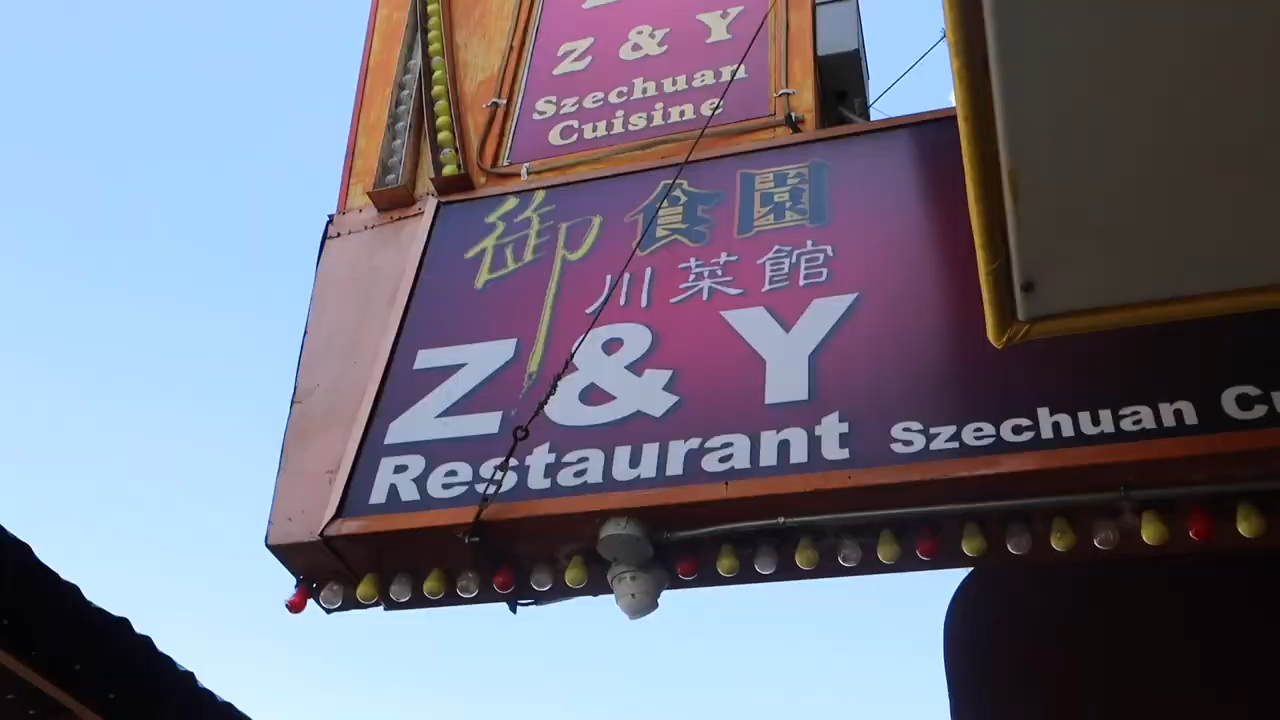 Z & Y
Szechuan
Cuisine
御食園
川菜館
Z & Y
Restaurant Szechuan